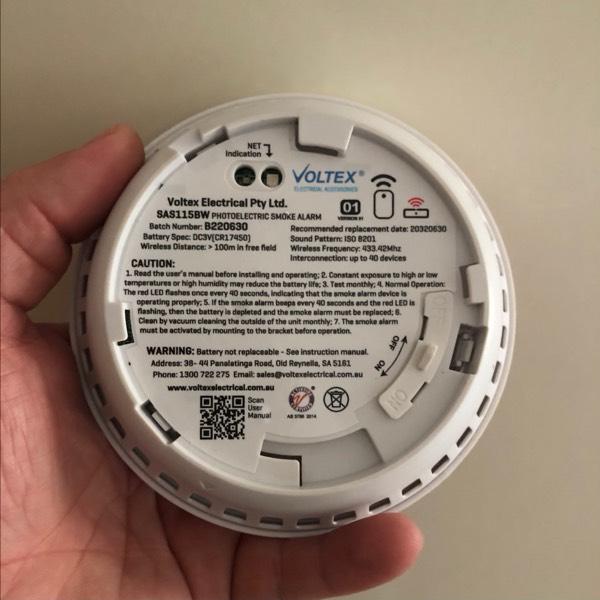 NET
Indication
VOLTEX®
ELECTRICAL ACCESSORIES
Voltex Electrical Pty Ltd.
SAS115BW PHOTOELECTRIC SMOKE ALARM
01
VERSION 01
Batch Number: B220630
Recommended replacement date: 20320630
Battery Spec: DC3V(CR17450)
Sound Pattern: ISO 8201
Wireless Distance: > 100m in free field
Wireless Frequency: 433.42Mhz
Interconnection: up to 40 devices
CAUTION:
1. Read the user's manual before installing and operating; 2. Constant exposure to high or low
temperatures or high humidity may reduce the battery life; 3. Test monthly; 4. Normal Operation:
The red LED flashes once every 40 seconds, indicating that the smoke alarm device is
operating properly; 5. If the smoke alarm beeps every 40 seconds and the red LED is
flashing, then the battery is depleted and the smoke alarm must be replaced; 6.
Clean by vacuum cleaning the outside of the unit monthly; 7. The smoke alarm
must be activated by mounting to the bracket before operation.
OFF
OFF
ON
ON
WARNING: Battery not replaceable - See instruction manual.
Address: 38- 44 Panalatinga Road, Old Reynella, SA 5161
Phone: 1300 722 275 Email: sales@voltexelectrical.com.au
www.voltexelectrical.com.au
Scan
User
Manual
AS 3786 2014